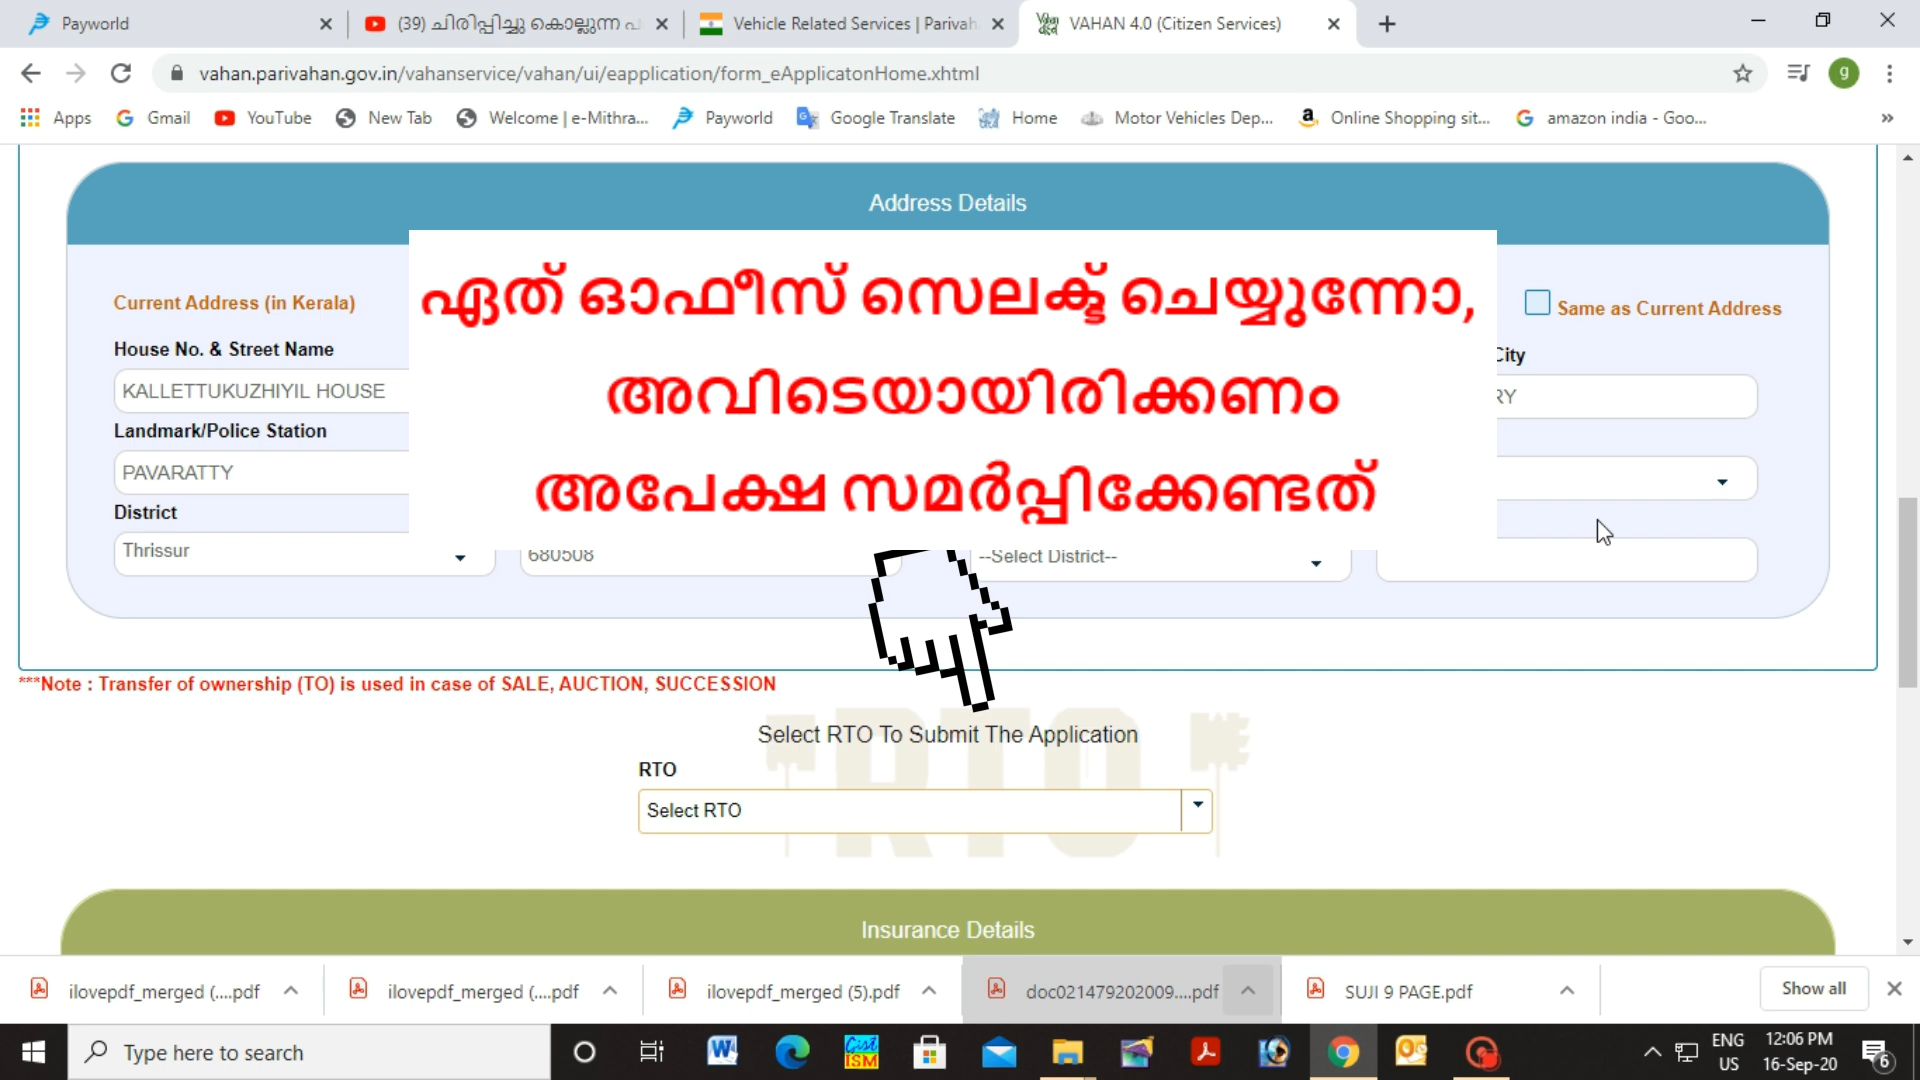 Payworld
(39) ചിരിപ്പിച്ചു കൊല്ലുന്ന പ
Vehicle Related Services | Parivah
VAHAN 4.0 (Citizen Services)
vahan.parivahan.gov.in/vahanservice/vahan/ui/eapplication/form_eApplicatonHome.xhtml
g
Apps
Gmail
YouTube
New Tab
Welcome | e-Mithra...
Payworld
Google Translate
Home
Motor Vehicles Dep...
Online Shopping sit...
amazon india - Goo...
Address Details
ഏത് ഓഫീസ് സെലക്ട് ചെയ്യുന്നോ,
അവിടെയായിരിക്കണം
അപേക്ഷ സമർപ്പിക്കേണ്ടത്
Current Address (in Kerala)
Same as Current Address
House No. & Street Name
City
KALLETTUKUZHIYIL HOUSE
RY
Landmark/Police Station
PAVARATTY
District
Thrissur
680508
--Select District--
***Note : Transfer of ownership (TO) is used in case of SALE, AUCTION, SUCCESSION
RTO
Select RTO To Submit The Application
RTO
Select RTO
Insurance Details
ilovepdf_merged (....pdf
ilovepdf_merged (....pdf
ilovepdf_merged (5).pdf
doc021479202009....pdf
SUJI 9 PAGE.pdf
Show all
Type here to search
Gist
ISM
ENG
US
12:06 PM
16-Sep-20
6